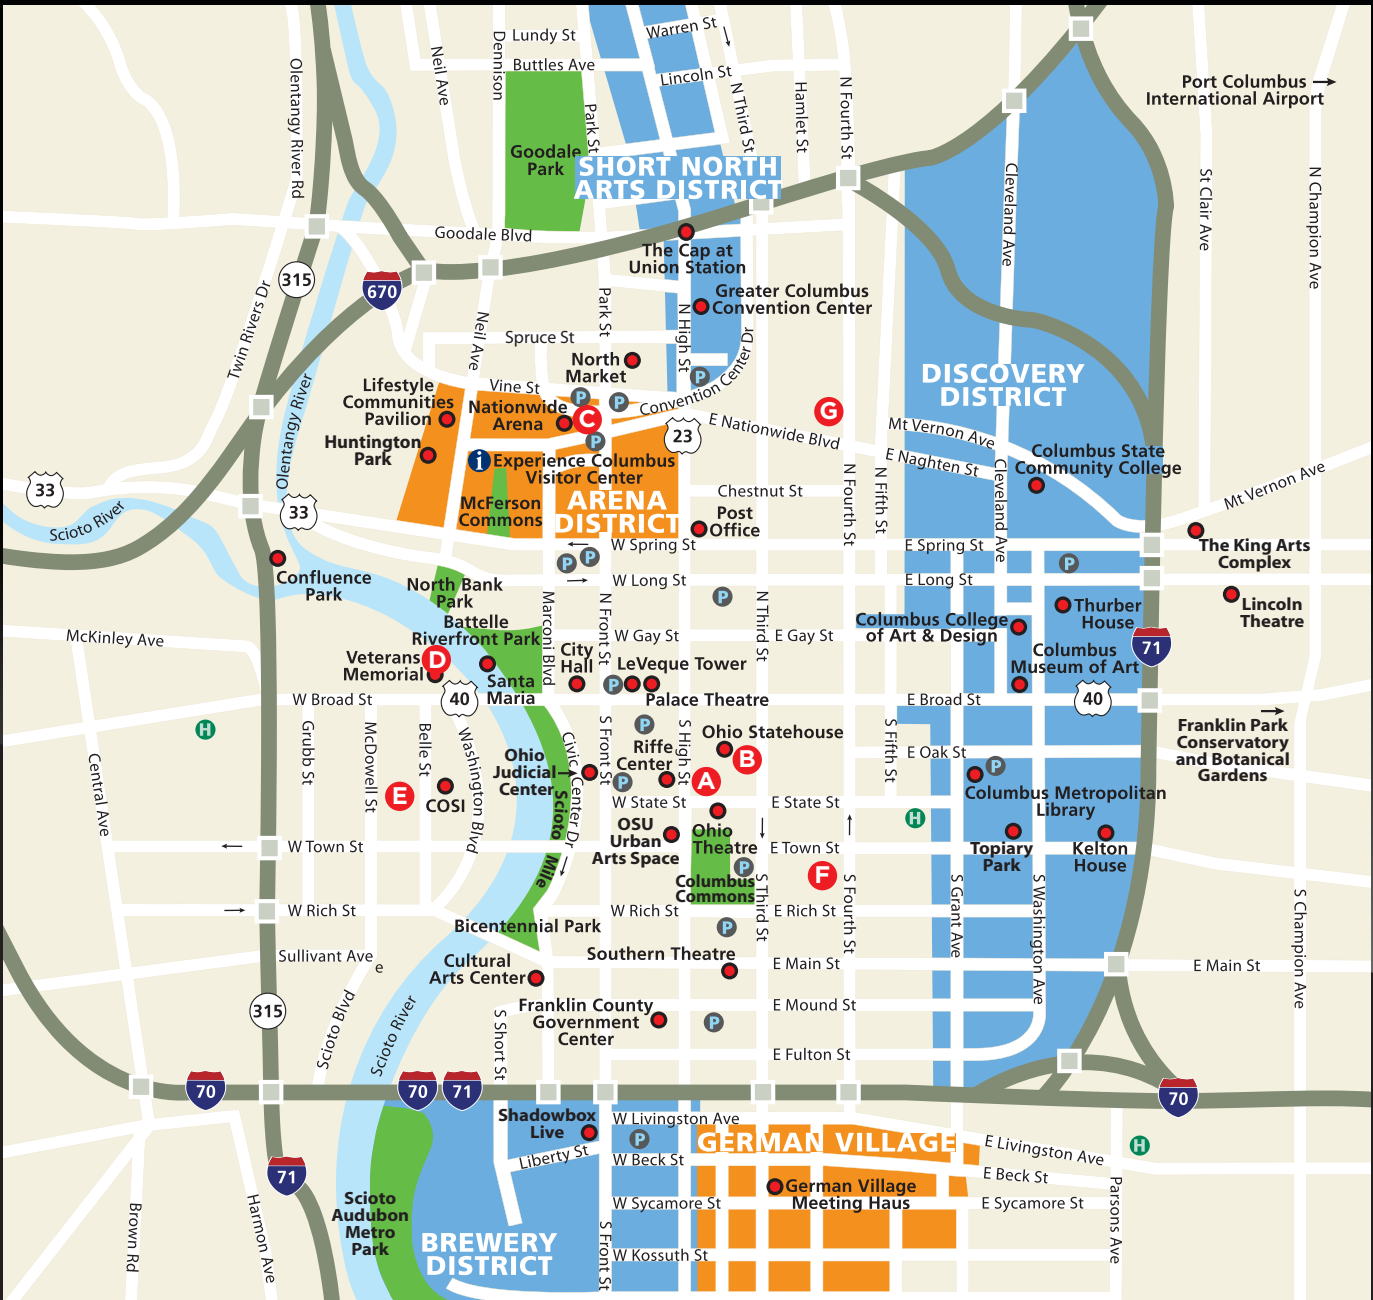 Lundy St
Warren St
Buttles Ave
Lincoln St
Dennison
Neil Ave
Olentangy River Rd
Park St
N Third St
Hamlet St
N Fourth St
Port Columbus
International Airport
Goodale
Park
SHORT NORTH
ARTS DISTRICT
Cleveland Ave
St Clair Ave
N Champion Ave
Goodale Blvd
The Cap at
Union Station
315
670
Twin Rivers Dr
Greater Columbus
Convention Center
Park St
N High St
Neil Ave
Spruce St
North
Market
Convention Center Dr
P
DISCOVERY
DISTRICT
Lifestyle
Communities
Pavilion
Vine St
Nationwide
Arena
P
P
C
G
Olentangy River
Huntington
Park
P
23
E Nationwide Blvd
Mt Vernon Ave
E Naghten St
Columbus State
Community College
i
Experience Columbus
Visitor Center
33
33
Scioto River
McFerson
Commons
ARENA
DISTRICT
Chestnut St
Post
Office
N Fourth St
N Fifth St
Cleveland Ave
Mt Vernon Ave
W Spring St
E Spring St
The King Arts
Complex
P
P
P
Confluence
Park
W Long St
E Long St
North Bank
Park
P
Thurber
House
Lincoln
Theatre
Marconi Blvd
N Front St
N Third St
Battelle
Riverfront Park
McKinley Ave
W Gay St
E Gay St
Columbus College
of Art & Design
71
Veterans
Memorial
D
City
Hall
LeVeque Tower
Columbus
Museum of Art
Santa
Maria
P
Palace Theatre
40
40
W Broad St
E Broad St
H
Grubb St
McDowell St
Belle St
Washington Blvd
Civic Center Dr
S Front St
P
S High St
Ohio Statehouse
S Fifth St
E Oak St
Franklin Park
Conservatory
and Botanical
Gardens
Central Ave
Ohio
Judicial
Center
Riffe
Center
B
A
P
P
E
COSI
Columbus Metropolitan
Library
Scioto Mile
W State St
E State St
H
OSU
Urban
Arts Space
Ohio
Theatre
Topiary
Park
Kelton
House
W Town St
E Town St
P
F
Columbus
Commons
S Third St
S Fourth St
S Grant Ave
S Washington Ave
S Champion Ave
W Rich St
W Rich St
E Rich St
Bicentennial Park
P
Sullivant Ave
e
Cultural
Arts Center
Southern Theatre
E Main St
E Main St
315
Scioto Blvd
Scioto River
S Short St
Franklin County
Government
Center
P
E Mound St
E Fulton St
70
70
71
70
Shadowbox
Live
P
W Livingston Ave
GERMAN VILLAGE
E Livingston Ave
H
71
Liberty St
W Beck St
E Beck St
German Village
Meeting Haus
Scioto
Audubon
Metro
Park
W Sycamore St
E Sycamore St
Brown Rd
Harmon Ave
BREWERY
DISTRICT
S Front St
W Kossuth St
Parsons Ave